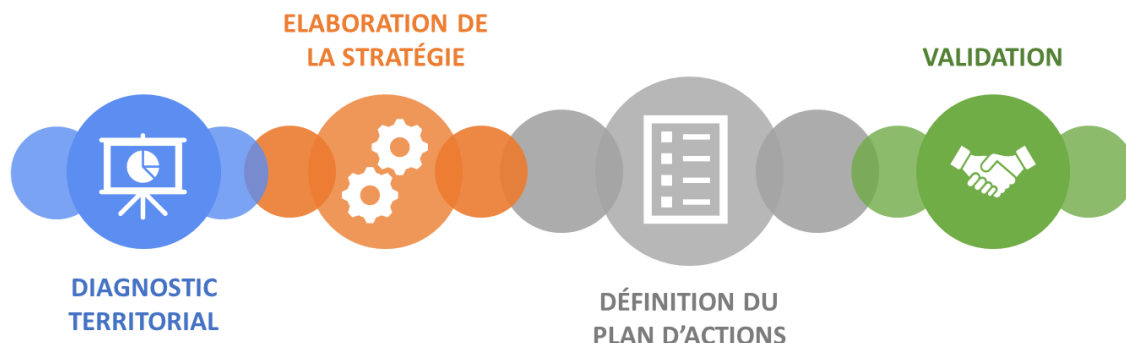 ELABORATION DE
LA STRATÉGIE
VALIDATION
DIAGNOSTIC
TERRITORIAL
DÉFINITION DU
PLAN D'ACTIONS